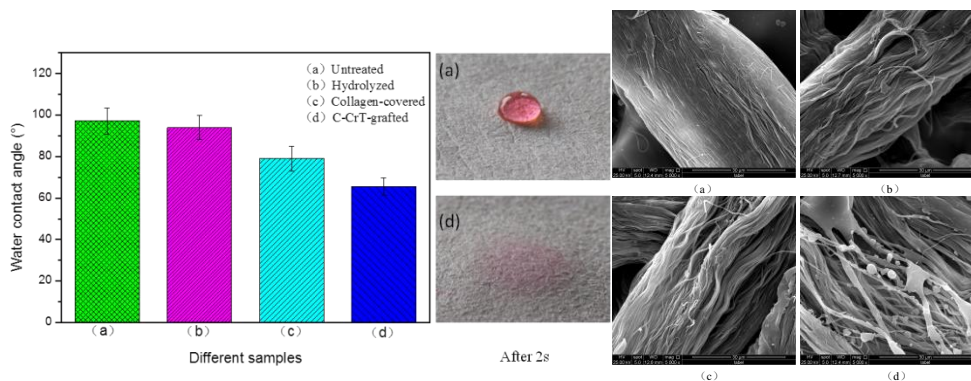 120
100
80
60
40
20
0
Water contact angle (°)
(a) Untreated
(b) Hydrolyzed
(c) Collagen-covered
(d) C-CrT-grafted
(a)
(b)
(c)
(d)
Different samples
(a)
(d)
After 2s
(a)
(b)
(c)
(d)